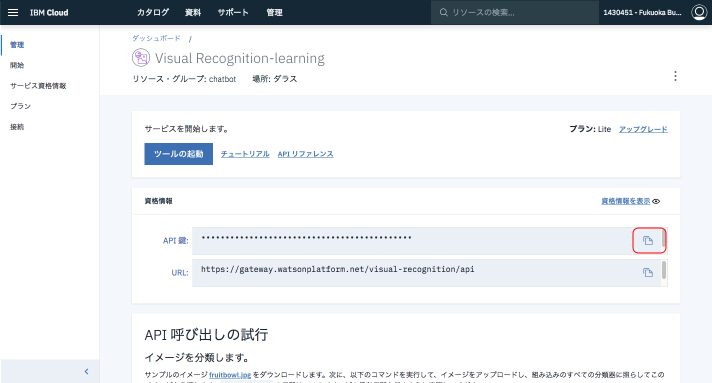 IBM Cloud
カタログ 資料 サポート 管理
リソースの検索...
1430451 - Fukuoka Bu...
管理
開始
サービス資格情報
プラン
接続
ダッシュボード /
Visual Recognition-learning
リソース・グループ: chatbot 場所: ダラス
サービスを開始します。
プラン: Lite アップグレード
ツールの起動 チュートリアル API リファレンス
資格情報
資格情報を表示
API 鍵:
URL: https://gateway.watsonplatform.net/visual-recognition/api
API 呼び出しの試行
イメージを分類します。
サンプルのイメージ fruitbowl.jpg をダウンロードします。次に、以下のコマンドを実行して、イメージをアップロードし、組み込みのすべての分類器に照らしてこの